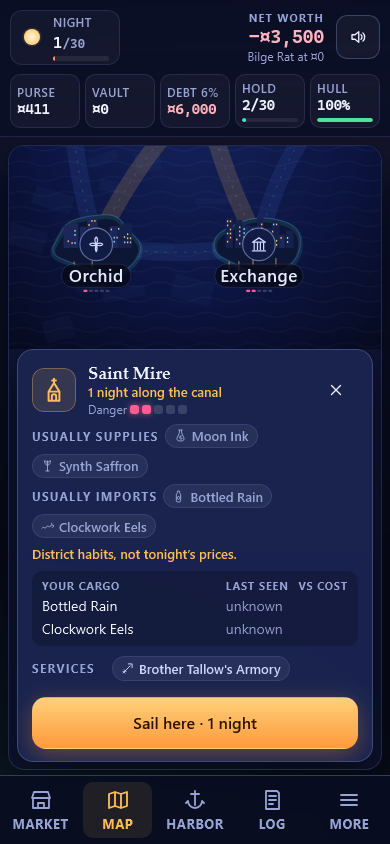 NIGHT
1/30
NET WORTH
−¤3,500
Bilge Rat at ¤0
PURSE
¤411
VAULT
¤0
DEBT 6%
¤6,000
HOLD
2/30
HULL
100%
Orchid
Exchange
Saint Mire
1 night along the canal
Danger
USUALLY SUPPLIES Moon Ink
Synth Saffron
USUALLY IMPORTS Bottled Rain
Clockwork Eels
District habits, not tonight's prices.
YOUR CARGO LAST SEEN VS COST
Bottled Rain unknown
Clockwork Eels unknown
SERVICES Brother Tallow's Armory
Sail here · 1 night
MARKET MAP HARBOR LOG MORE